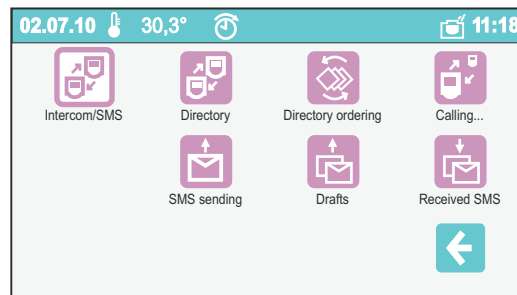 02.07.10 30,3° 11:18
Intercom/SMS Directory Directory ordering Calling...
SMS sending Drafts Received SMS